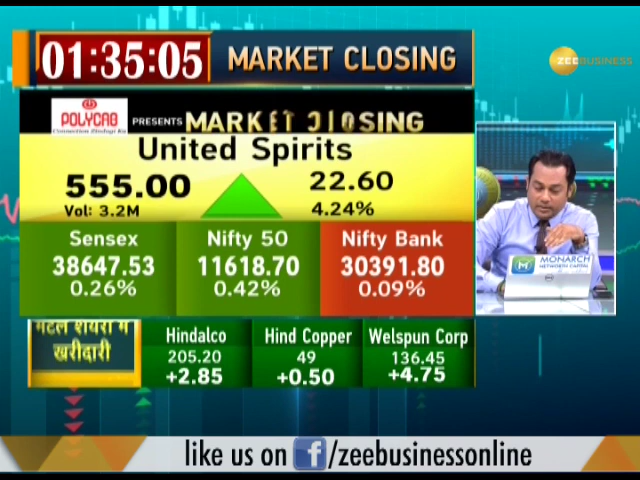 01:35:05 MARKET CLOSING
ZEE BUSINESS
POLYCAB
PRESENTS MARKET CLOSING
United Spirits
555.00 22.60
Vol: 3.2M 4.24%
Sensex Nifty 50 Nifty Bank
38647.53 11618.70 30391.80
0.26% 0.42% 0.09%
MONARCH
NETWORTH CAPITAL
मेटल शेयरों में
खरीदारी
Hindalco Hind Copper Welspun Corp
205.20 49 136.45
+2.85 +0.50 +4.75
like us on f/zeebusinessonline